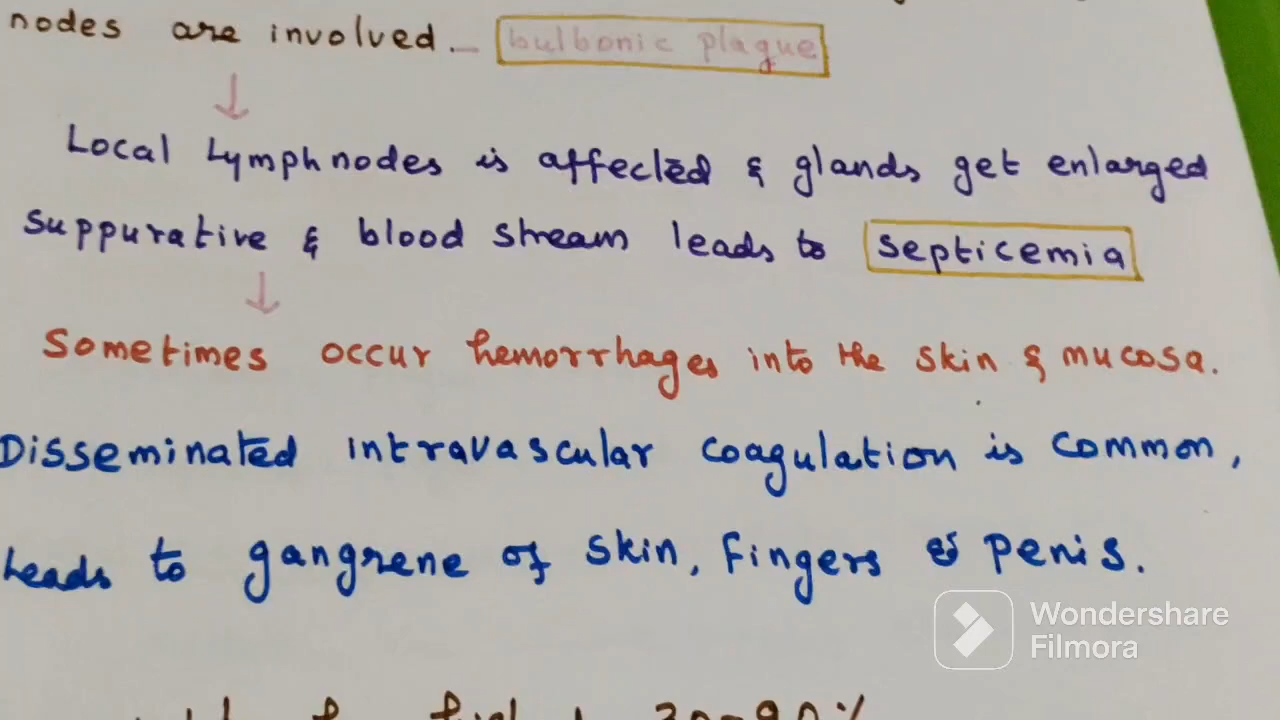 nodes are involved. bulbonic plague
Local Lymphnodes is affected & glands get enlarged
suppurative & blood stream leads to septicemia
Sometimes occur hemorrhages into the skin & mucosa.
Disseminated intravascular coagulation is common,
leads to gangrene of skin, fingers & penis.
Wondershare
Filmora